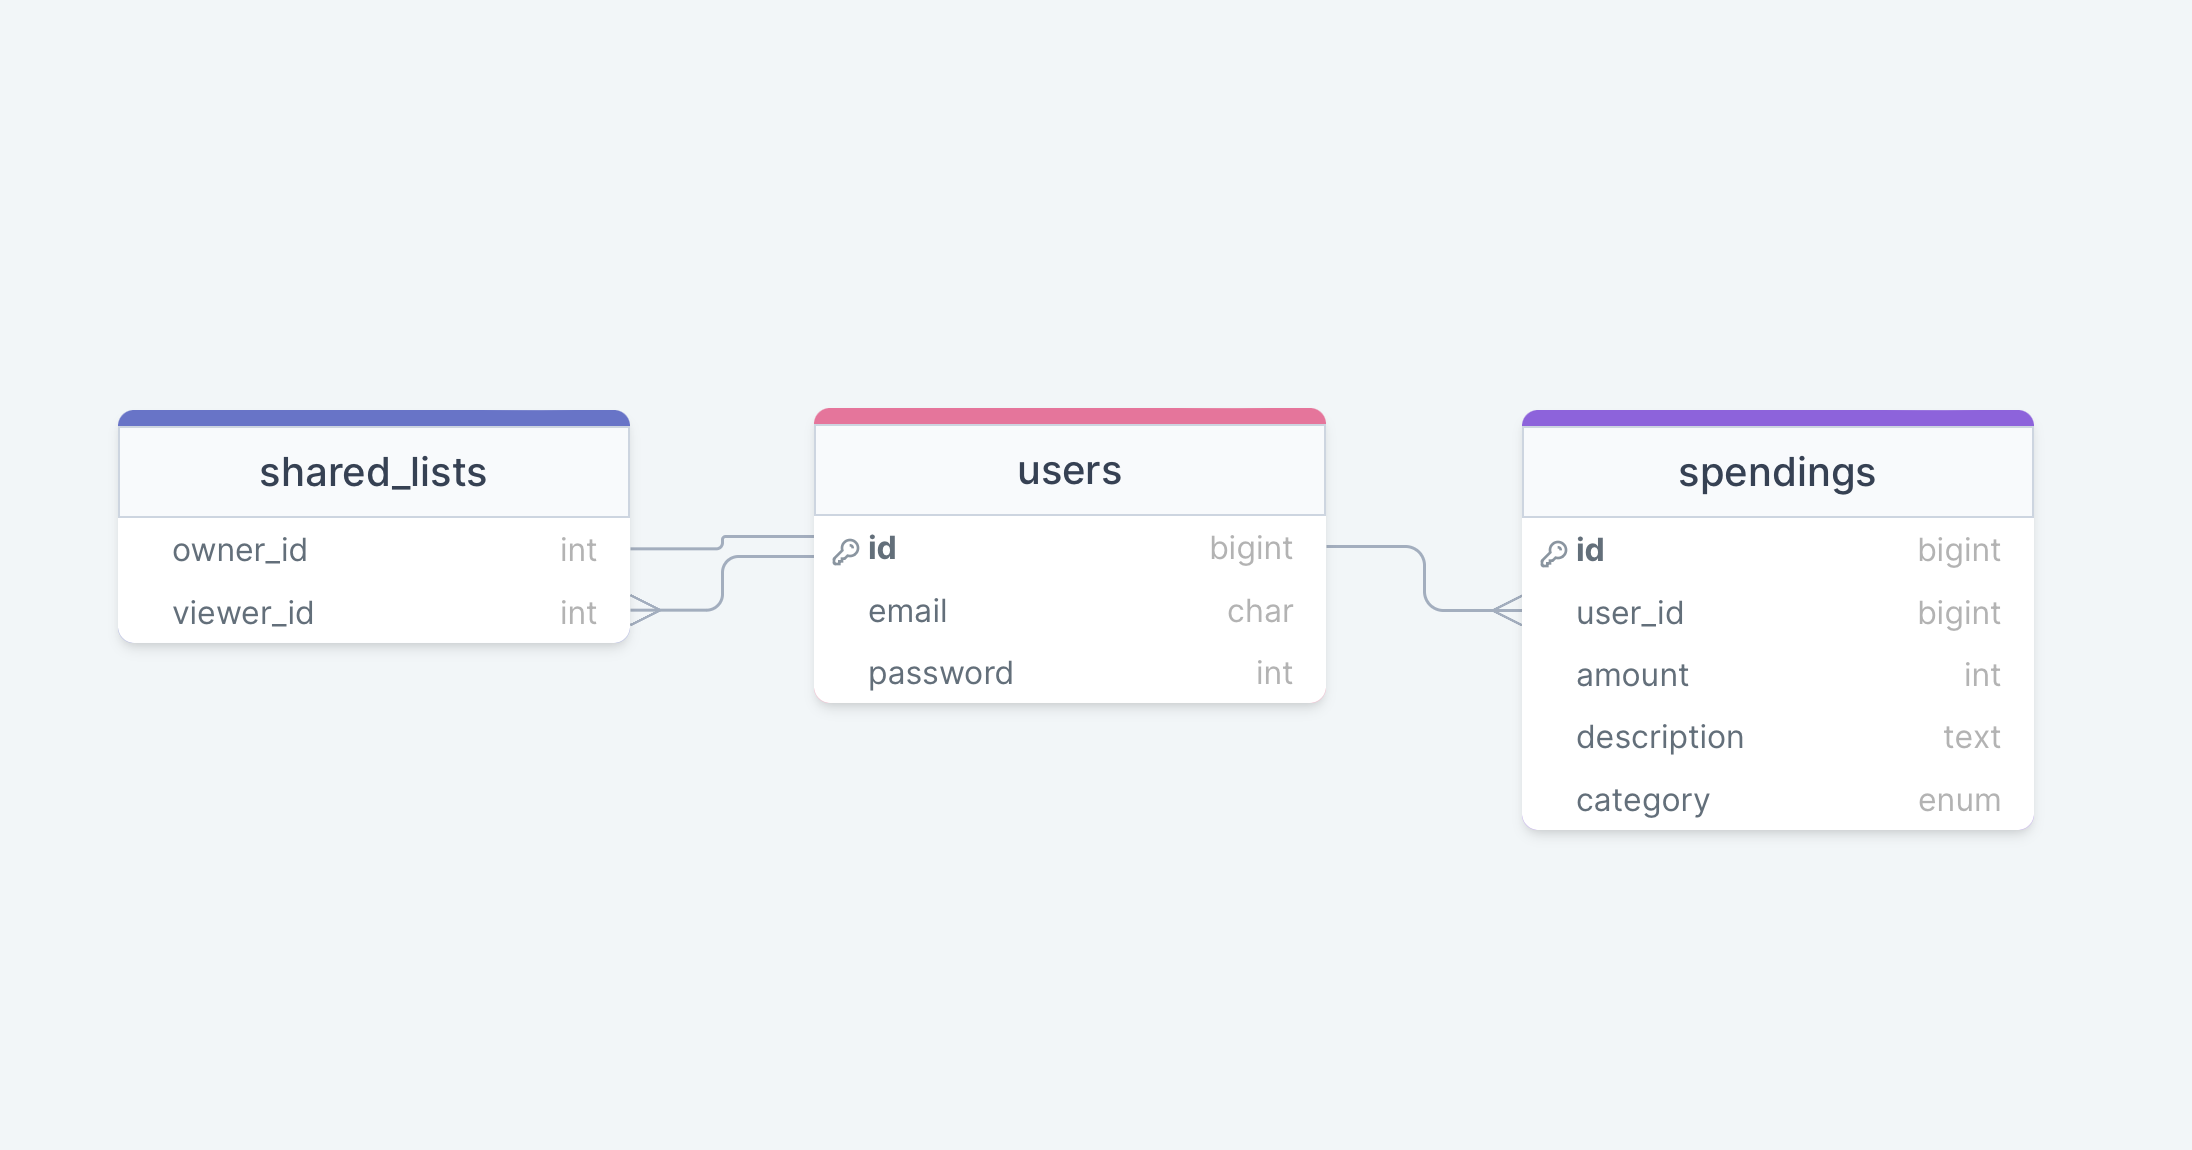 shared_lists
owner_id int
viewer_id int
users
id bigint
email char
password int
spendings
id bigint
user_id bigint
amount int
description text
category enum